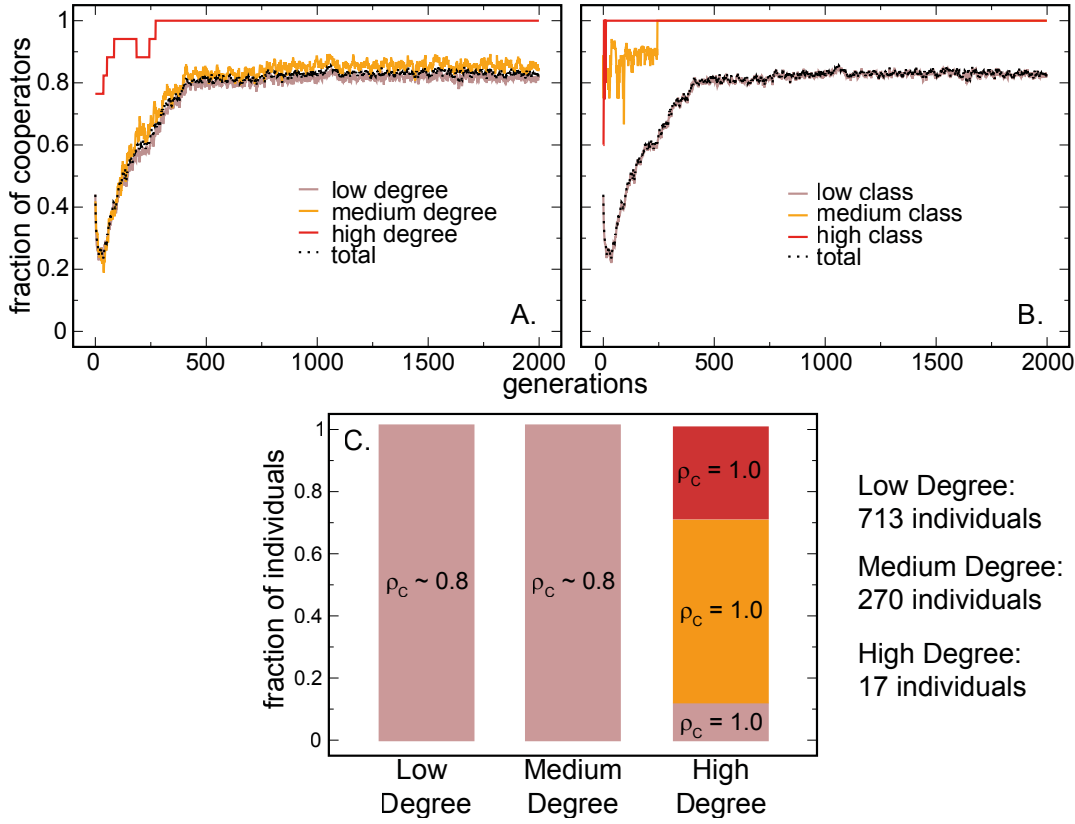 fraction of cooperators
1
0.8
0.6
0.4
0.2
0
low degree
medium degree
high degree
total
A.
0 500 1000 1500 2000
low class
medium class
high class
total
B.
0 500 1000 1500 2000
generations
fraction of individuals
1
0.8
0.6
0.4
0.2
0
C.
ρC ~ 0.8
ρC ~ 0.8
ρC = 1.0
ρC = 1.0
ρC = 1.0
Low
Degree
Medium
Degree
High
Degree
Low Degree:
713 individuals
Medium Degree:
270 individuals
High Degree:
17 individuals